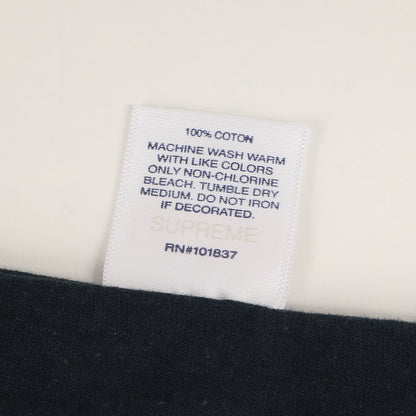 100% COTON
MACHINE WASH WARM
WITH LIKE COLORS
ONLY NON-CHLORINE
BLEACH. TUMBLE DRY
MEDIUM. DO NOT IRON
IF DECORATED.
SUPREME
RN#101837